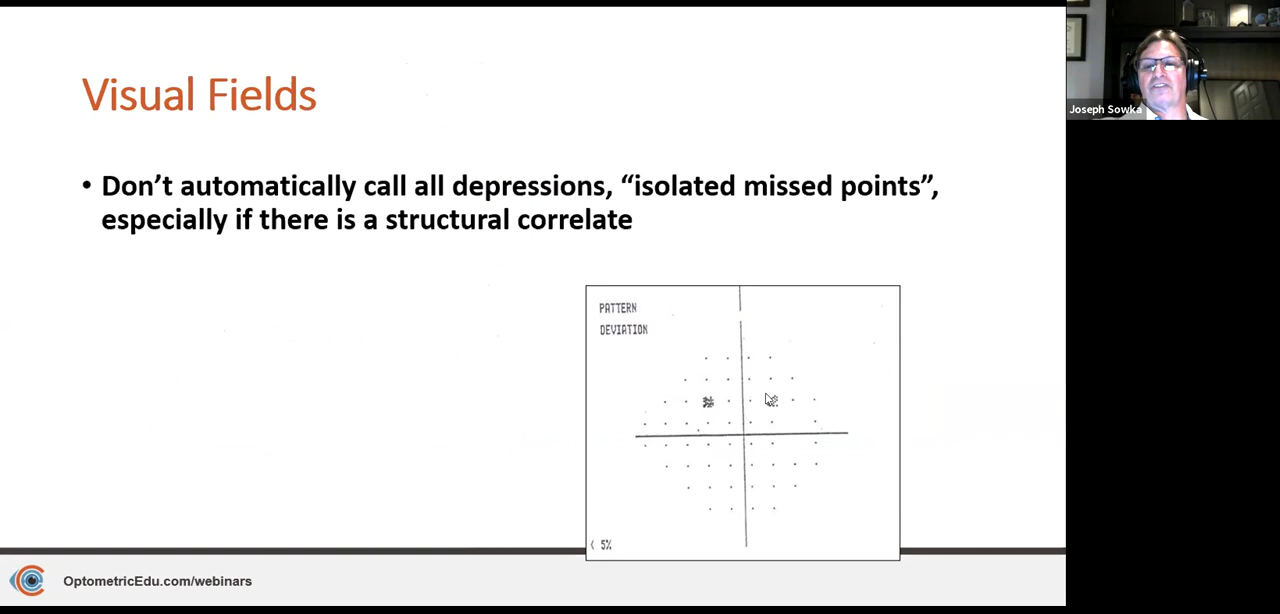 Visual Fields
• Don’t automatically call all depressions, “isolated missed points”,
especially if there is a structural correlate
PATTERN
DEVIATION
< 5%
OptometricEdu.com/webinars
Joseph Sowka